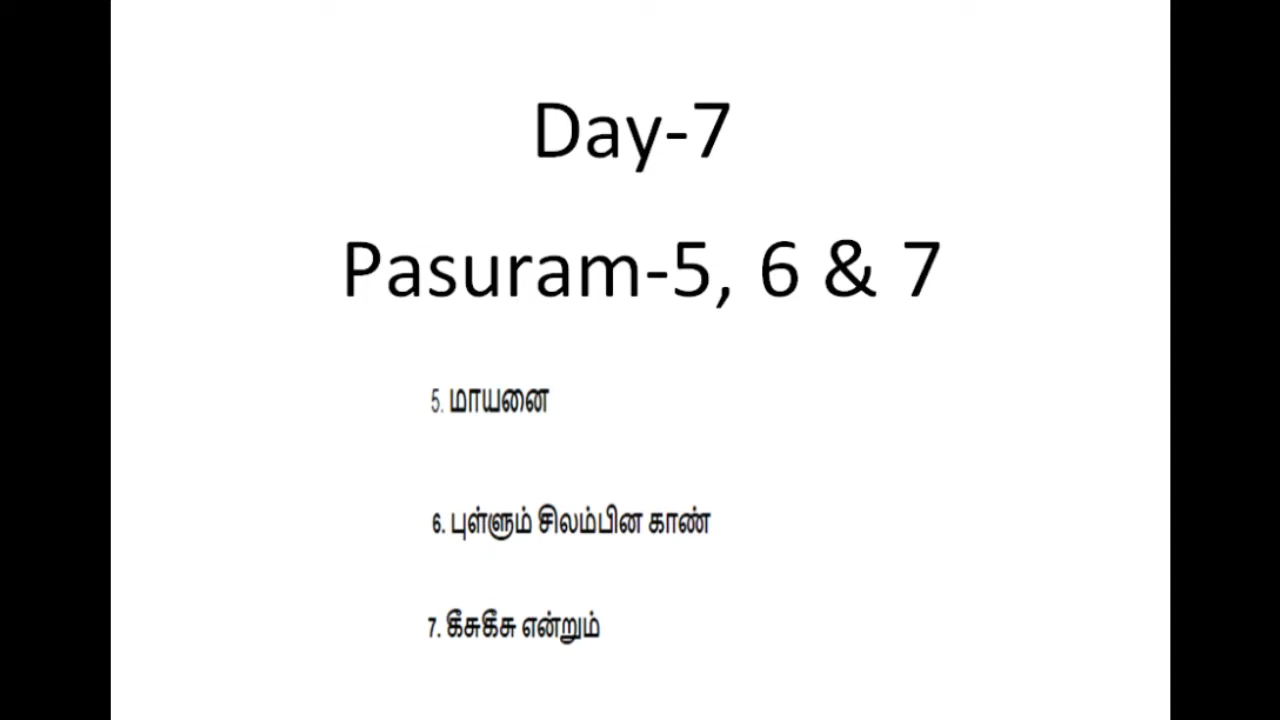 Day-7
Pasuram-5, 6 & 7
5. மாயனை
6. புள்ளும் சிலம்பின காண்
7. கீசுகீசு என்றும்